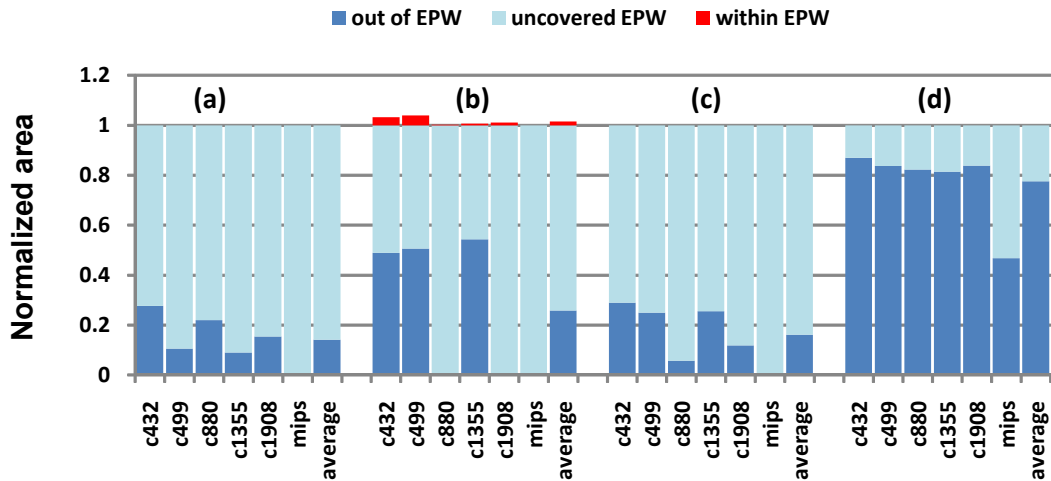 out of EPW uncovered EPW within EPW
Normalized area
1.2
1
0.8
0.6
0.4
0.2
0
(a) (b) (c) (d)
c432 c499 c880 c1355 c1908 mips average c432 c499 c880 c1355 c1908 mips average c432 c499 c880 c1355 c1908 mips average c432 c499 c880 c1355 c1908 mips average